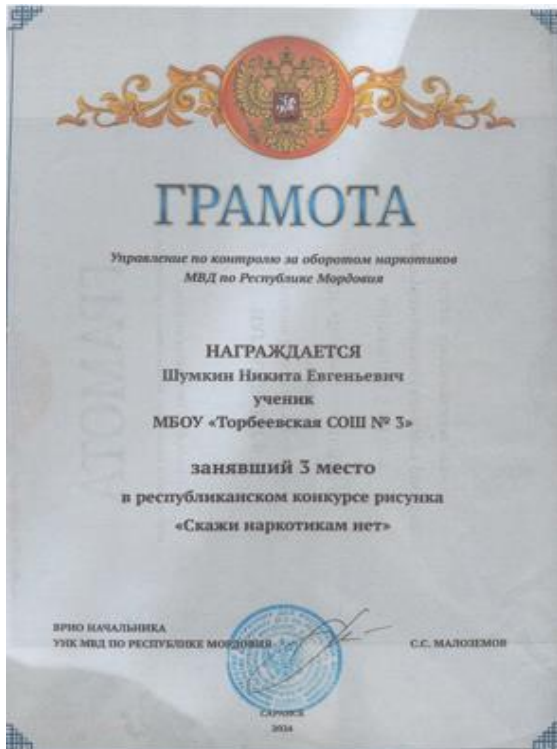 ГРАМОТА
Управление по контролю за оборотом наркотиков
МВД по Республике Мордовия
НАГРАЖДАЕТСЯ
Шумкин Никита Евгеньевич
ученик
МБОУ «Торбеевская СОШ № 3»
занявший 3 место
в республиканском конкурсе рисунка
«Скажи наркотикам нет»
ВРИО НАЧАЛЬНИКА
УНК МВД ПО РЕСПУБЛИКЕ МОРДОВИЯ
С.С. МАЛОЗЕМОВ
САРАНСК
2024